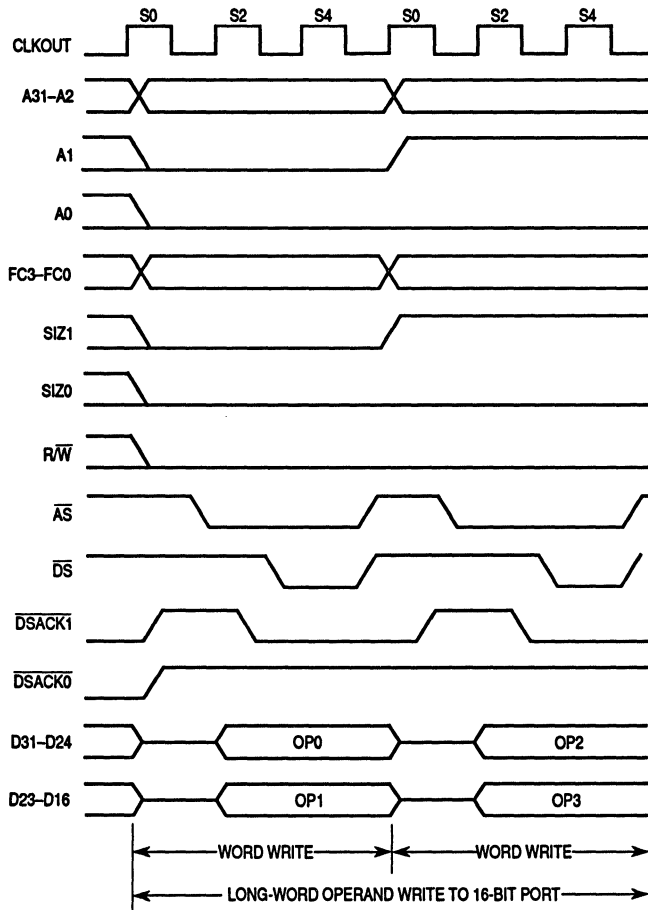 S0 S2 S4 S0 S2 S4
CLKOUT
A31–A2
A1
A0
FC3–FC0
SIZ1
SIZ0
R/W
AS
DS
DSACK1
DSACK0
D31–D24 OP0 OP2
D23–D16 OP1 OP3
WORD WRITE WORD WRITE
LONG-WORD OPERAND WRITE TO 16-BIT PORT